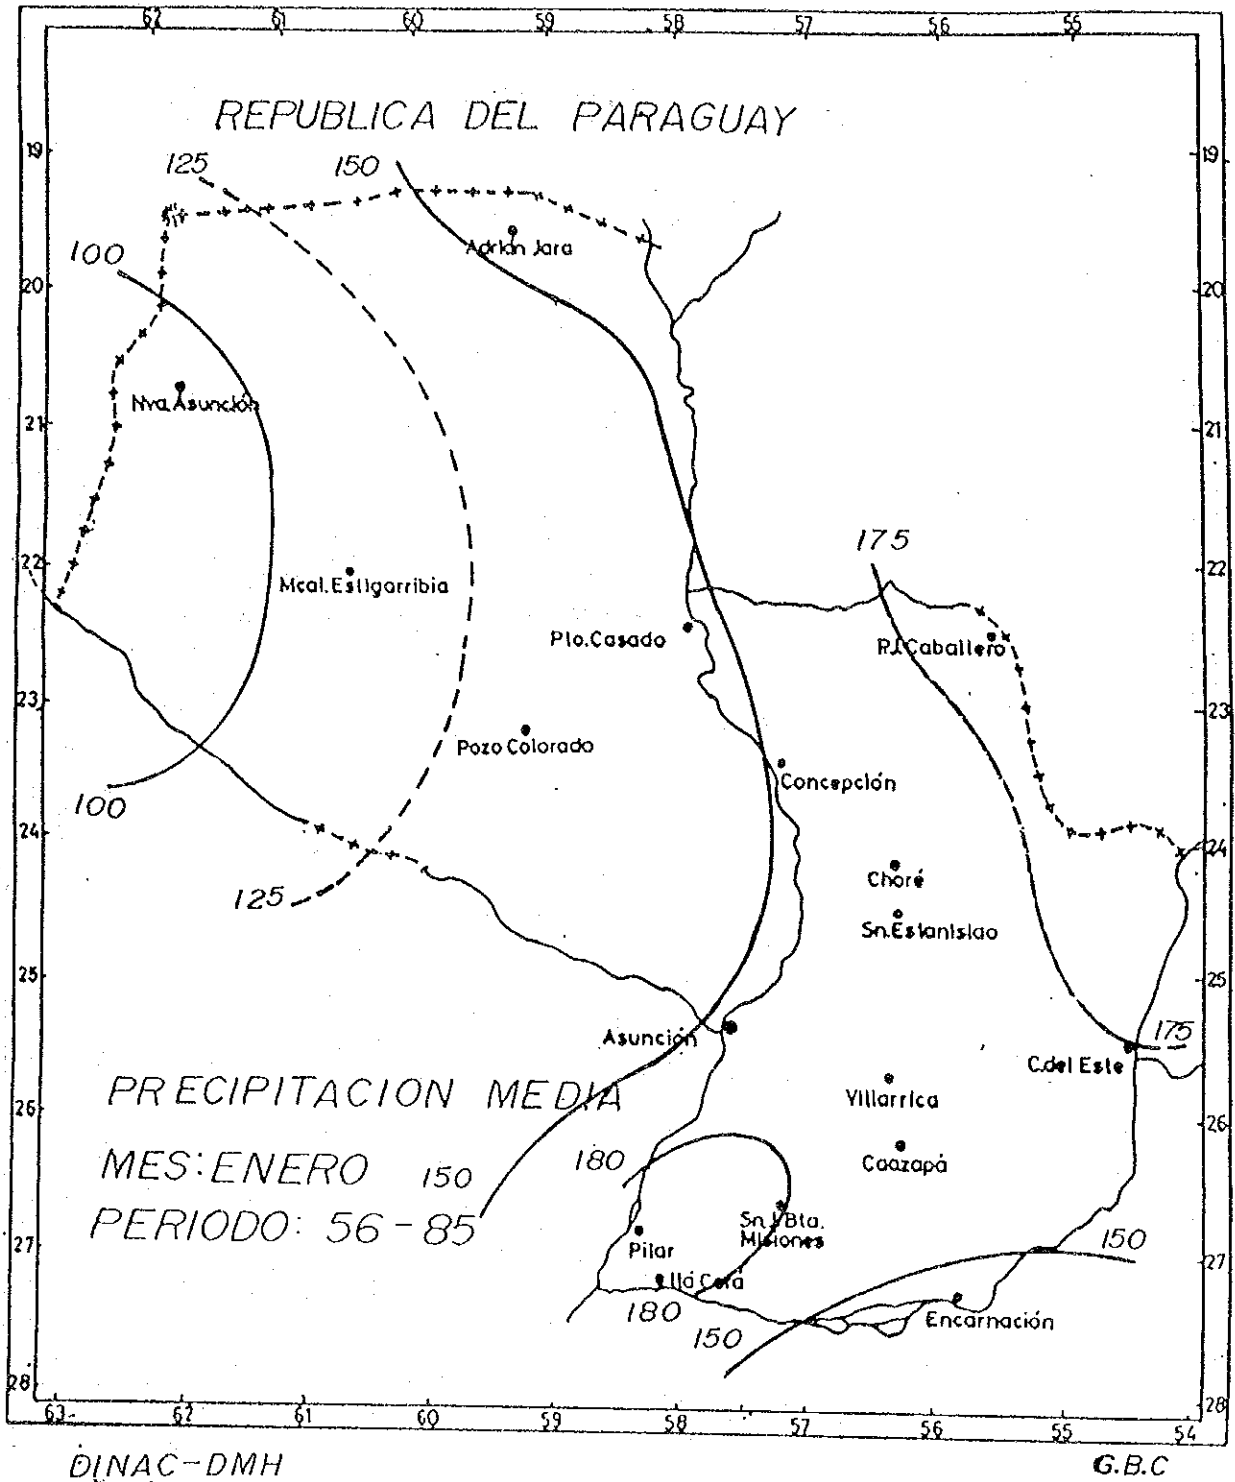 62 61 60 59 58 57 56 55
REPUBLICA DEL PARAGUAY
19 19
125 150
Adrián Jara
100
20 20
Nva.Asunción
21 21
175
22 22
Mcal.Estigarribia
Pto.Casado
P.J.Caballero
23 23
Pozo Colorado
Concepción
100
24 24
Choré
125
Sn.Estanislao
25 25
Asunción
175
C.del Este
PRECIPITACION MEDIA
Villarrica
26 26
MES:ENERO 150
180
Caazapá
PERIODO: 56-85
Sn.J.Bta.
Misiones
Pilar
150
27 27
180
150
Encarnación
28 28
63 62 61 60 59 58 57 56 55 54
DINAC-DMH G.B.C